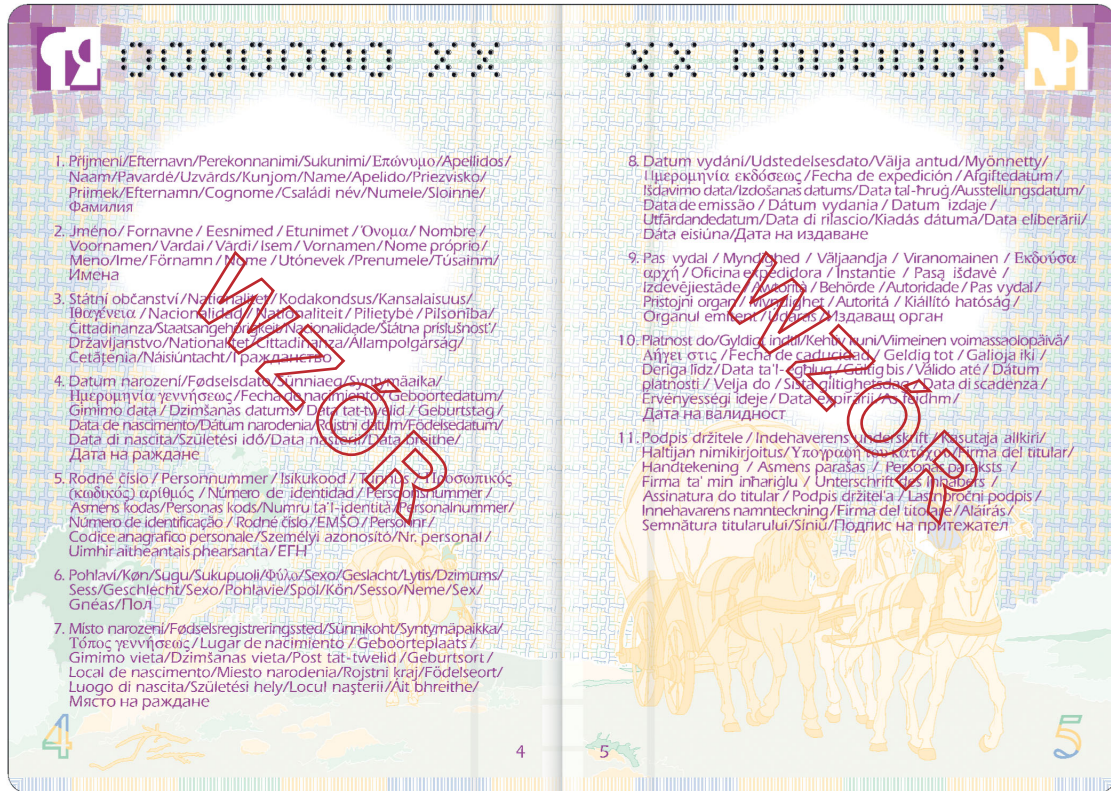 0000000 XX
1. Příjmení/Efternavn/Perekonnanimi/Sukunimi/Επώνυμο/Apellidos/
Naam/Pavardė/Uzvārds/Kunjom/Name/Apelido/Priezvisko/
Priimek/Efternamn/Cognome/Családi név/Numele/Sloinne/
Фамилия
2. Jméno/Fornavne/Eesnimed/Etunimet/Όνομα/Nombre/
Voornamen/Vardai/Vārdi/Isem/Vornamen/Nome próprio/
Meno/Ime/Förnamn/Nome/Utónevek/Prenumele/Túsainm/
Имена
3. Státní občanství/Nationalitet/Kodakondsus/Kansalaisuus/
Ιθαγένεια/Nacionalidad/Nationaliteit/Pilietybė/Pilsonība/
Cittadinanza/Staatsangehörigkeit/Nacionalidade/Štátna príslušnosť/
Državljanstvo/Nationalitet/Cittadinanza/Állampolgárság/
Cetăţenia/Náisiúntacht/Гражданство
4. Datum narození/Fødselsdato/Sünniaeg/Syntymäaika/
Ημερομηνία γεννήσεως/Fecha de nacimiento/Geboortedatum/
Gimimo data/Dzimšanas datums/Data tat-twelid/Geburtstag/
Data de nascimento/Dátum narodenia/Rojstni datum/Födelsedatum/
Data di nascita/Születési idő/Data naşterii/Data breithe/
Дата на раждане
5. Rodné číslo/Personnummer/Isikukood/Tunnus/Προσωπικός
(κωδικός) αριθμός/Número de identidad/Persoonsnummer/
Asmens kodas/Personas kods/Numru ta'l-identità/Personalnummer/
Número de identificação/Rodné číslo/EMŠO/Personnr/
Codice anagrafico personale/Személyi azonosító/Nr. personal/
Uimhir aitheantais phearsanta/ЕГН
6. Pohlaví/Køn/Sugu/Sukupuoli/Φύλο/Sexo/Geslacht/Lytis/Dzimums/
Sess/Geschlecht/Sexo/Pohlavie/Spol/Kön/Sesso/Neme/Sex/
Gnéas/Пол
7. Místo narození/Fødselsregistreringssted/Sünnikoht/Syntymäpaikka/
Τόπος γεννήσεως/Lugar de nacimiento/Geboorteplaats/
Gimimo vieta/Dzimšanas vieta/Post tat-twelid/Geburtsort/
Local de nascimento/Miesto narodenia/Rojstni kraj/Födelseort/
Luogo di nascita/Születési hely/Locul naşterii/Áit bhreithe/
Място на раждане
WZÓR
4
4
XX 0000000
8. Datum vydání/Udstedelsesdato/Välja antud/Myönnetty/
Ημερομηνία εκδόσεως/Fecha de expedición/Afgiftedatum/
Išdavimo data/Izdošanas datums/Data tal-ħruġ/Ausstellungsdatum/
Data de emissão/Dátum vydania/Datum izdaje/
Utfärdandedatum/Data di rilascio/Kiadás dátuma/Data eliberării/
Dáta eisiúna/Дата на издаване
9. Pas vydal/Myndighed/Väljaandja/Viranomainen/Εκδούσα
αρχή/Oficina expedidora/Instantie/Pasą išdavė/
Izdevējiestāde/Awtorità/Behörde/Autoridade/Pas vydal/
Pristojni organ/Myndighet/Autorità/Kiállító hatóság/
Organul emitent/Údarás/Издаващ орган
10. Platnost do/Gyldigt indtil/Kehtiv kuni/Viimeinen voimassaolopäivä/
Λήγει στις/Fecha de caducidad/Geldig tot/Galioja iki/
Derīga līdz/Data ta'l-egħluq/Gültig bis/Válido até/Dátum
platnosti/Velja do/Sista giltighetsdag/Data di scadenza/
Érvényességi ideje/Data expirării/As feidhm/
Дата на валидност
11. Podpis držitele/Indehaverens underskrift/Kasutaja allkiri/
Haltijan nimikirjoitus/Υπογραφή του κατόχου/Firma del titular/
Handtekening/Asmens parašas/Personas paraksts/
Firma ta' min inħariġlu/Unterschrift des Inhabers/
Assinatura do titular/Podpis držiteľa/Lastnoročni podpis/
Innehavarens namnteckning/Firma del titolare/Aláírás/
Semnătura titularului/Síniú/Подпис на притежател
WZÓR
5
5